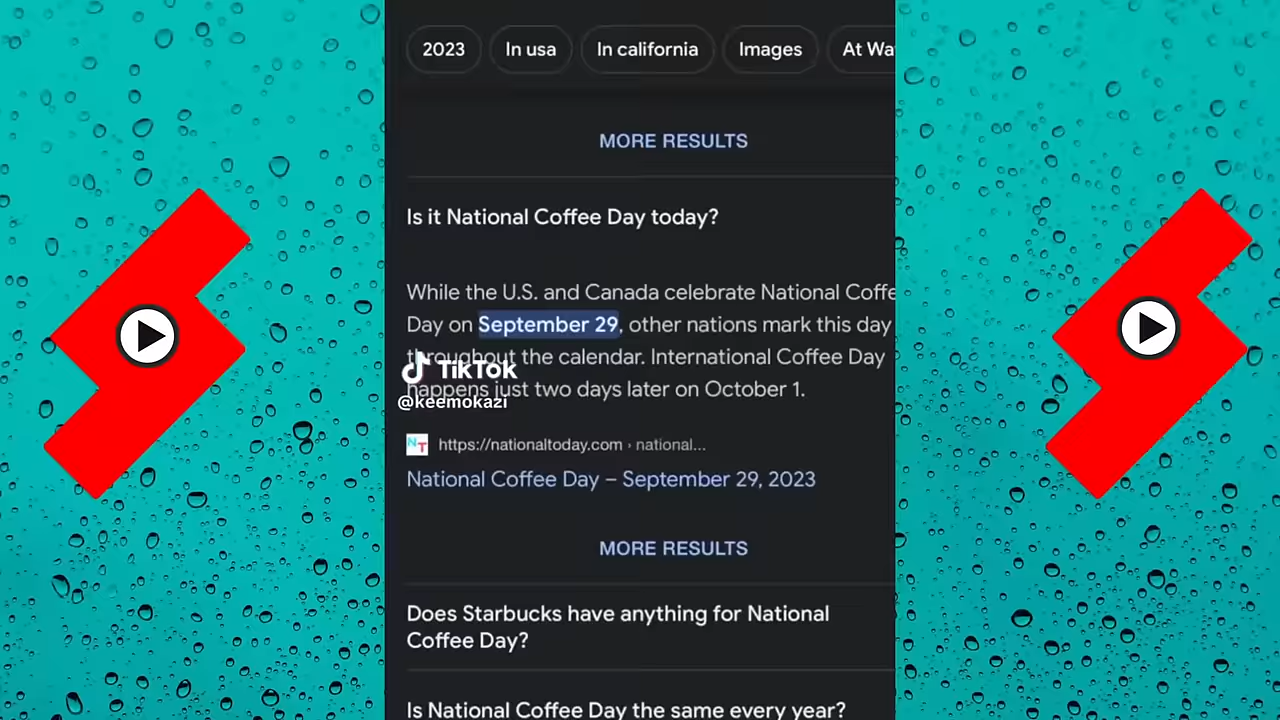 2023
In usa
In california
Images
At Wa
MORE RESULTS
Is it National Coffee Day today?
While the U.S. and Canada celebrate National Coffe
Day on September 29, other nations mark this day
throughout the calendar. International Coffee Day
happens just two days later on October 1.
TikTok
@keemokazi
NT
https://nationaltoday.com › national...
National Coffee Day – September 29, 2023
MORE RESULTS
Does Starbucks have anything for National
Coffee Day?
Is National Coffee Day the same every year?